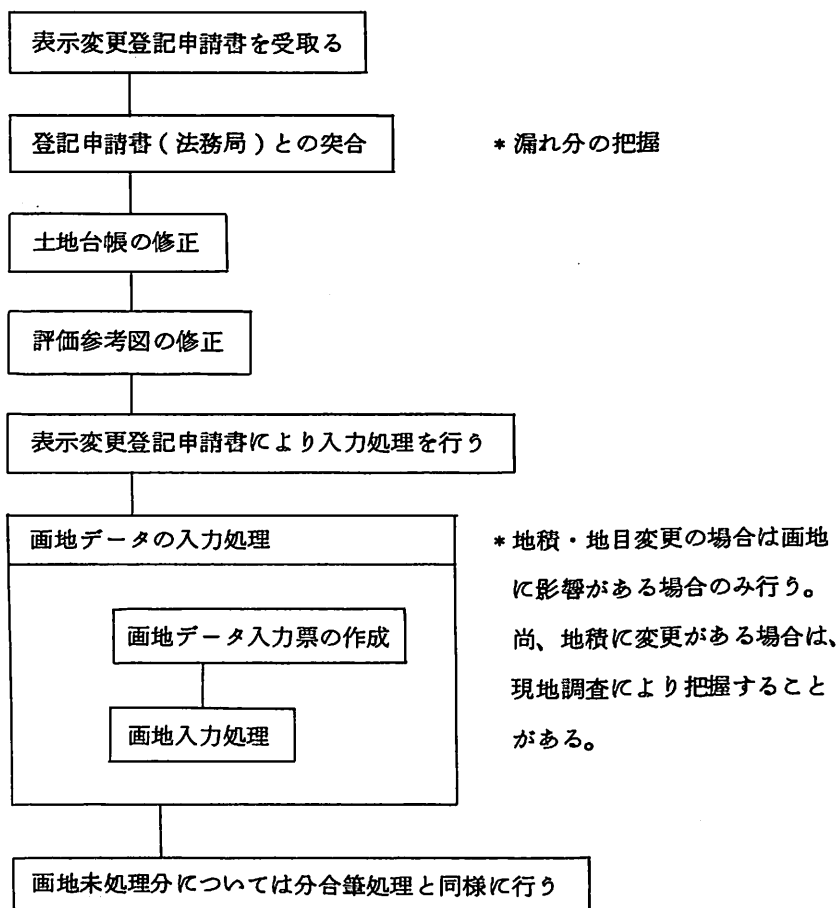 表示変更登記申請書を受取る
登記申請書(法務局)との突合
*漏れ分の把握
土地台帳の修正
評価参考図の修正
表示変更登記申請書により入力処理を行う
画地データの入力処理
*地積・地目変更の場合は画地
に影響がある場合のみ行う。
尚、地積に変更がある場合は、
現地調査により把握すること
がある。
画地データ入力票の作成
画地入力処理
画地未処理分については分合筆処理と同様に行う